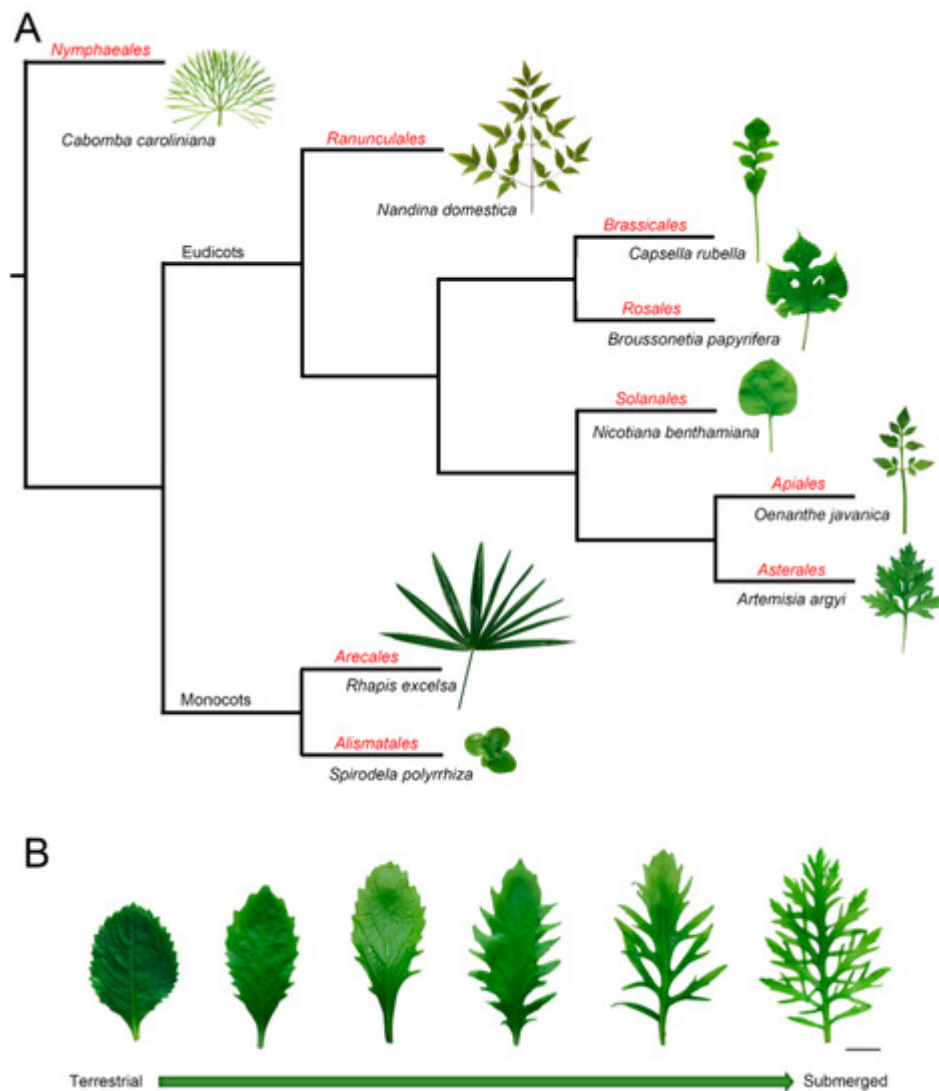 A
Nymphaeales
Cabomba caroliniana
Ranunculales
Nandina domestica
Brassicales
Capsella rubella
Eudicots
Rosales
Broussonetia papyrifera
Solanales
Nicotiana benthamiana
Apiales
Oenanthe javanica
Asterales
Artemisia argyi
Arecales
Rhapis excelsa
Monocots
Alismatales
Spirodela polyrrhiza
B
Terrestrial
Submerged